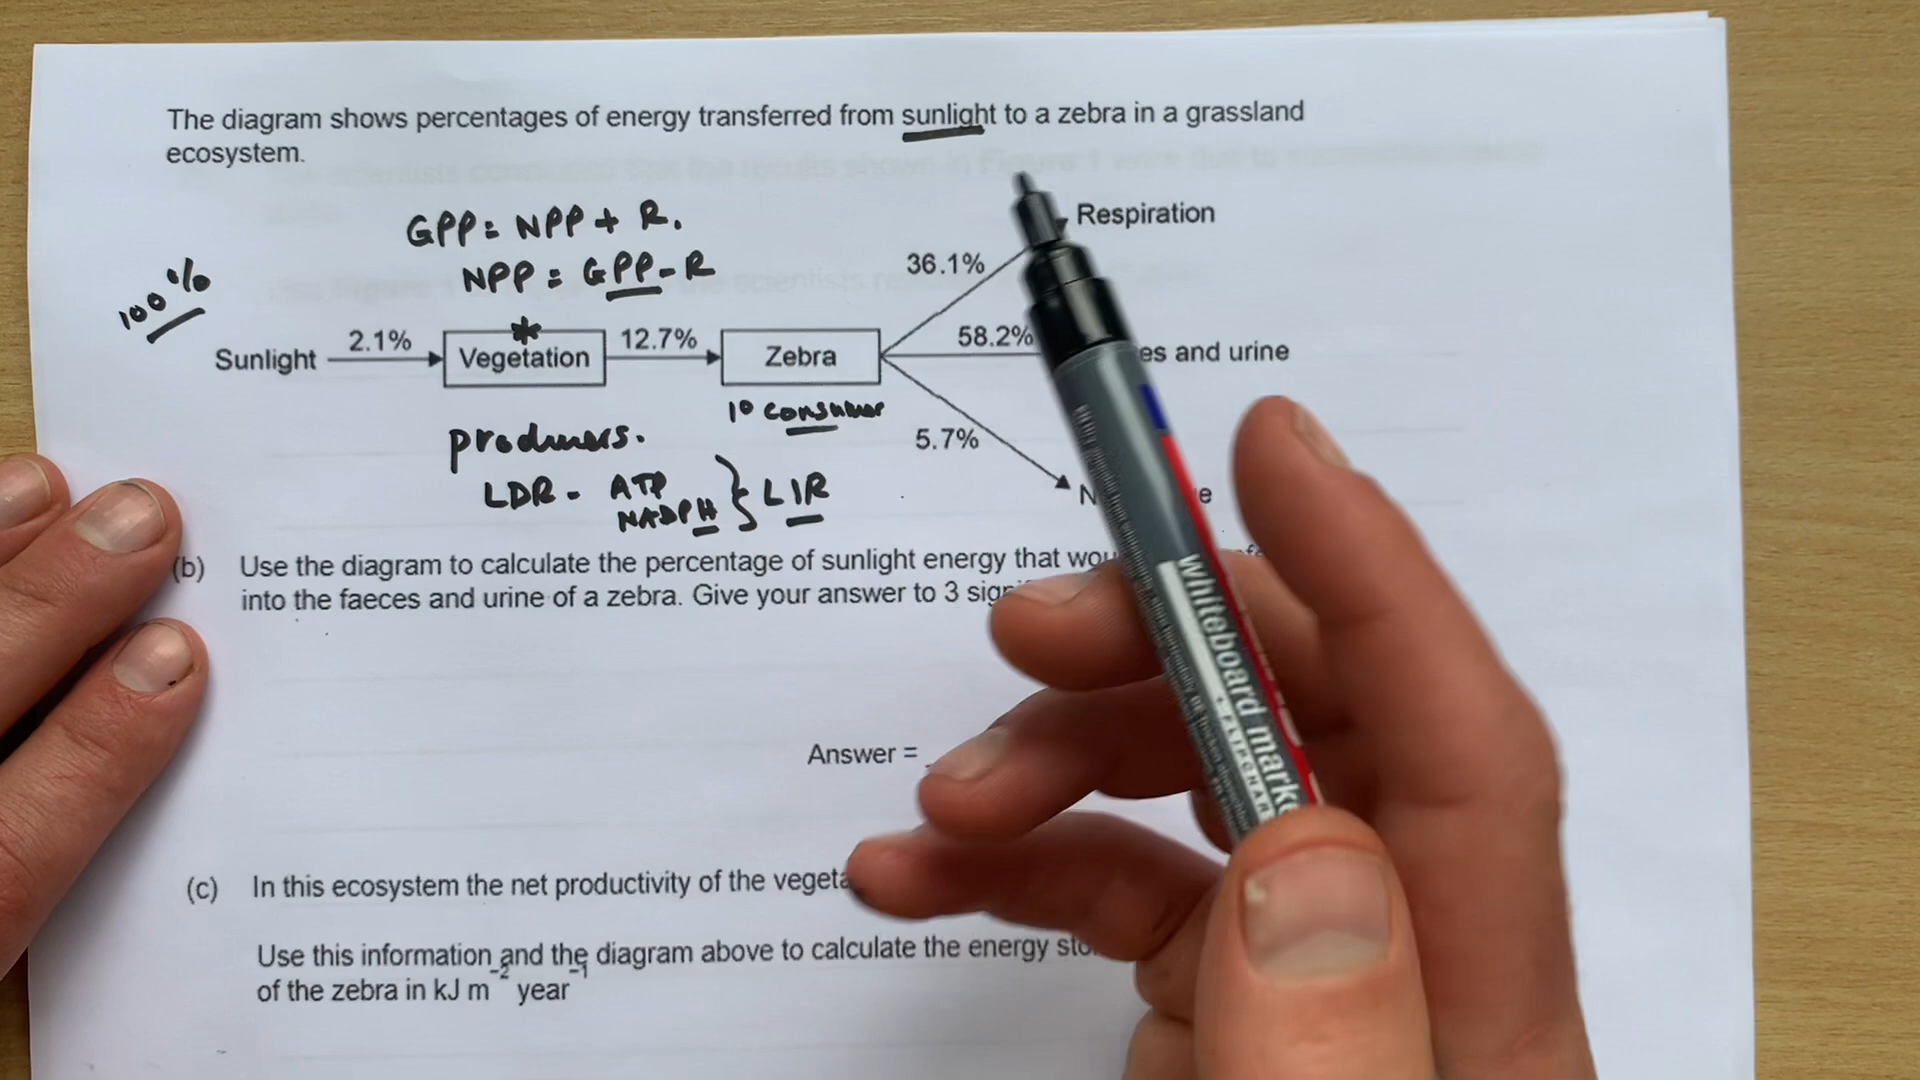 The diagram shows percentages of energy transferred from sunlight to a zebra in a grassland
ecosystem.
GPP = NPP + R.
NPP = GPP - R
100%
Respiration
36.1%
2.1%
12.7%
58.2%
Sunlight
*
Vegetation
Zebra
es and urine
1° consumer
producers.
5.7%
LDR - ATP
NADPH } LIR
N e
(b) Use the diagram to calculate the percentage of sunlight energy that wou
into the faeces and urine of a zebra. Give your answer to 3 sig
Answer =
(c) In this ecosystem the net productivity of the vegeta
Use this information and the diagram above to calculate the energy sto
of the zebra in kJ m⁻² year⁻¹
whiteboard marke
FLIPCHAR